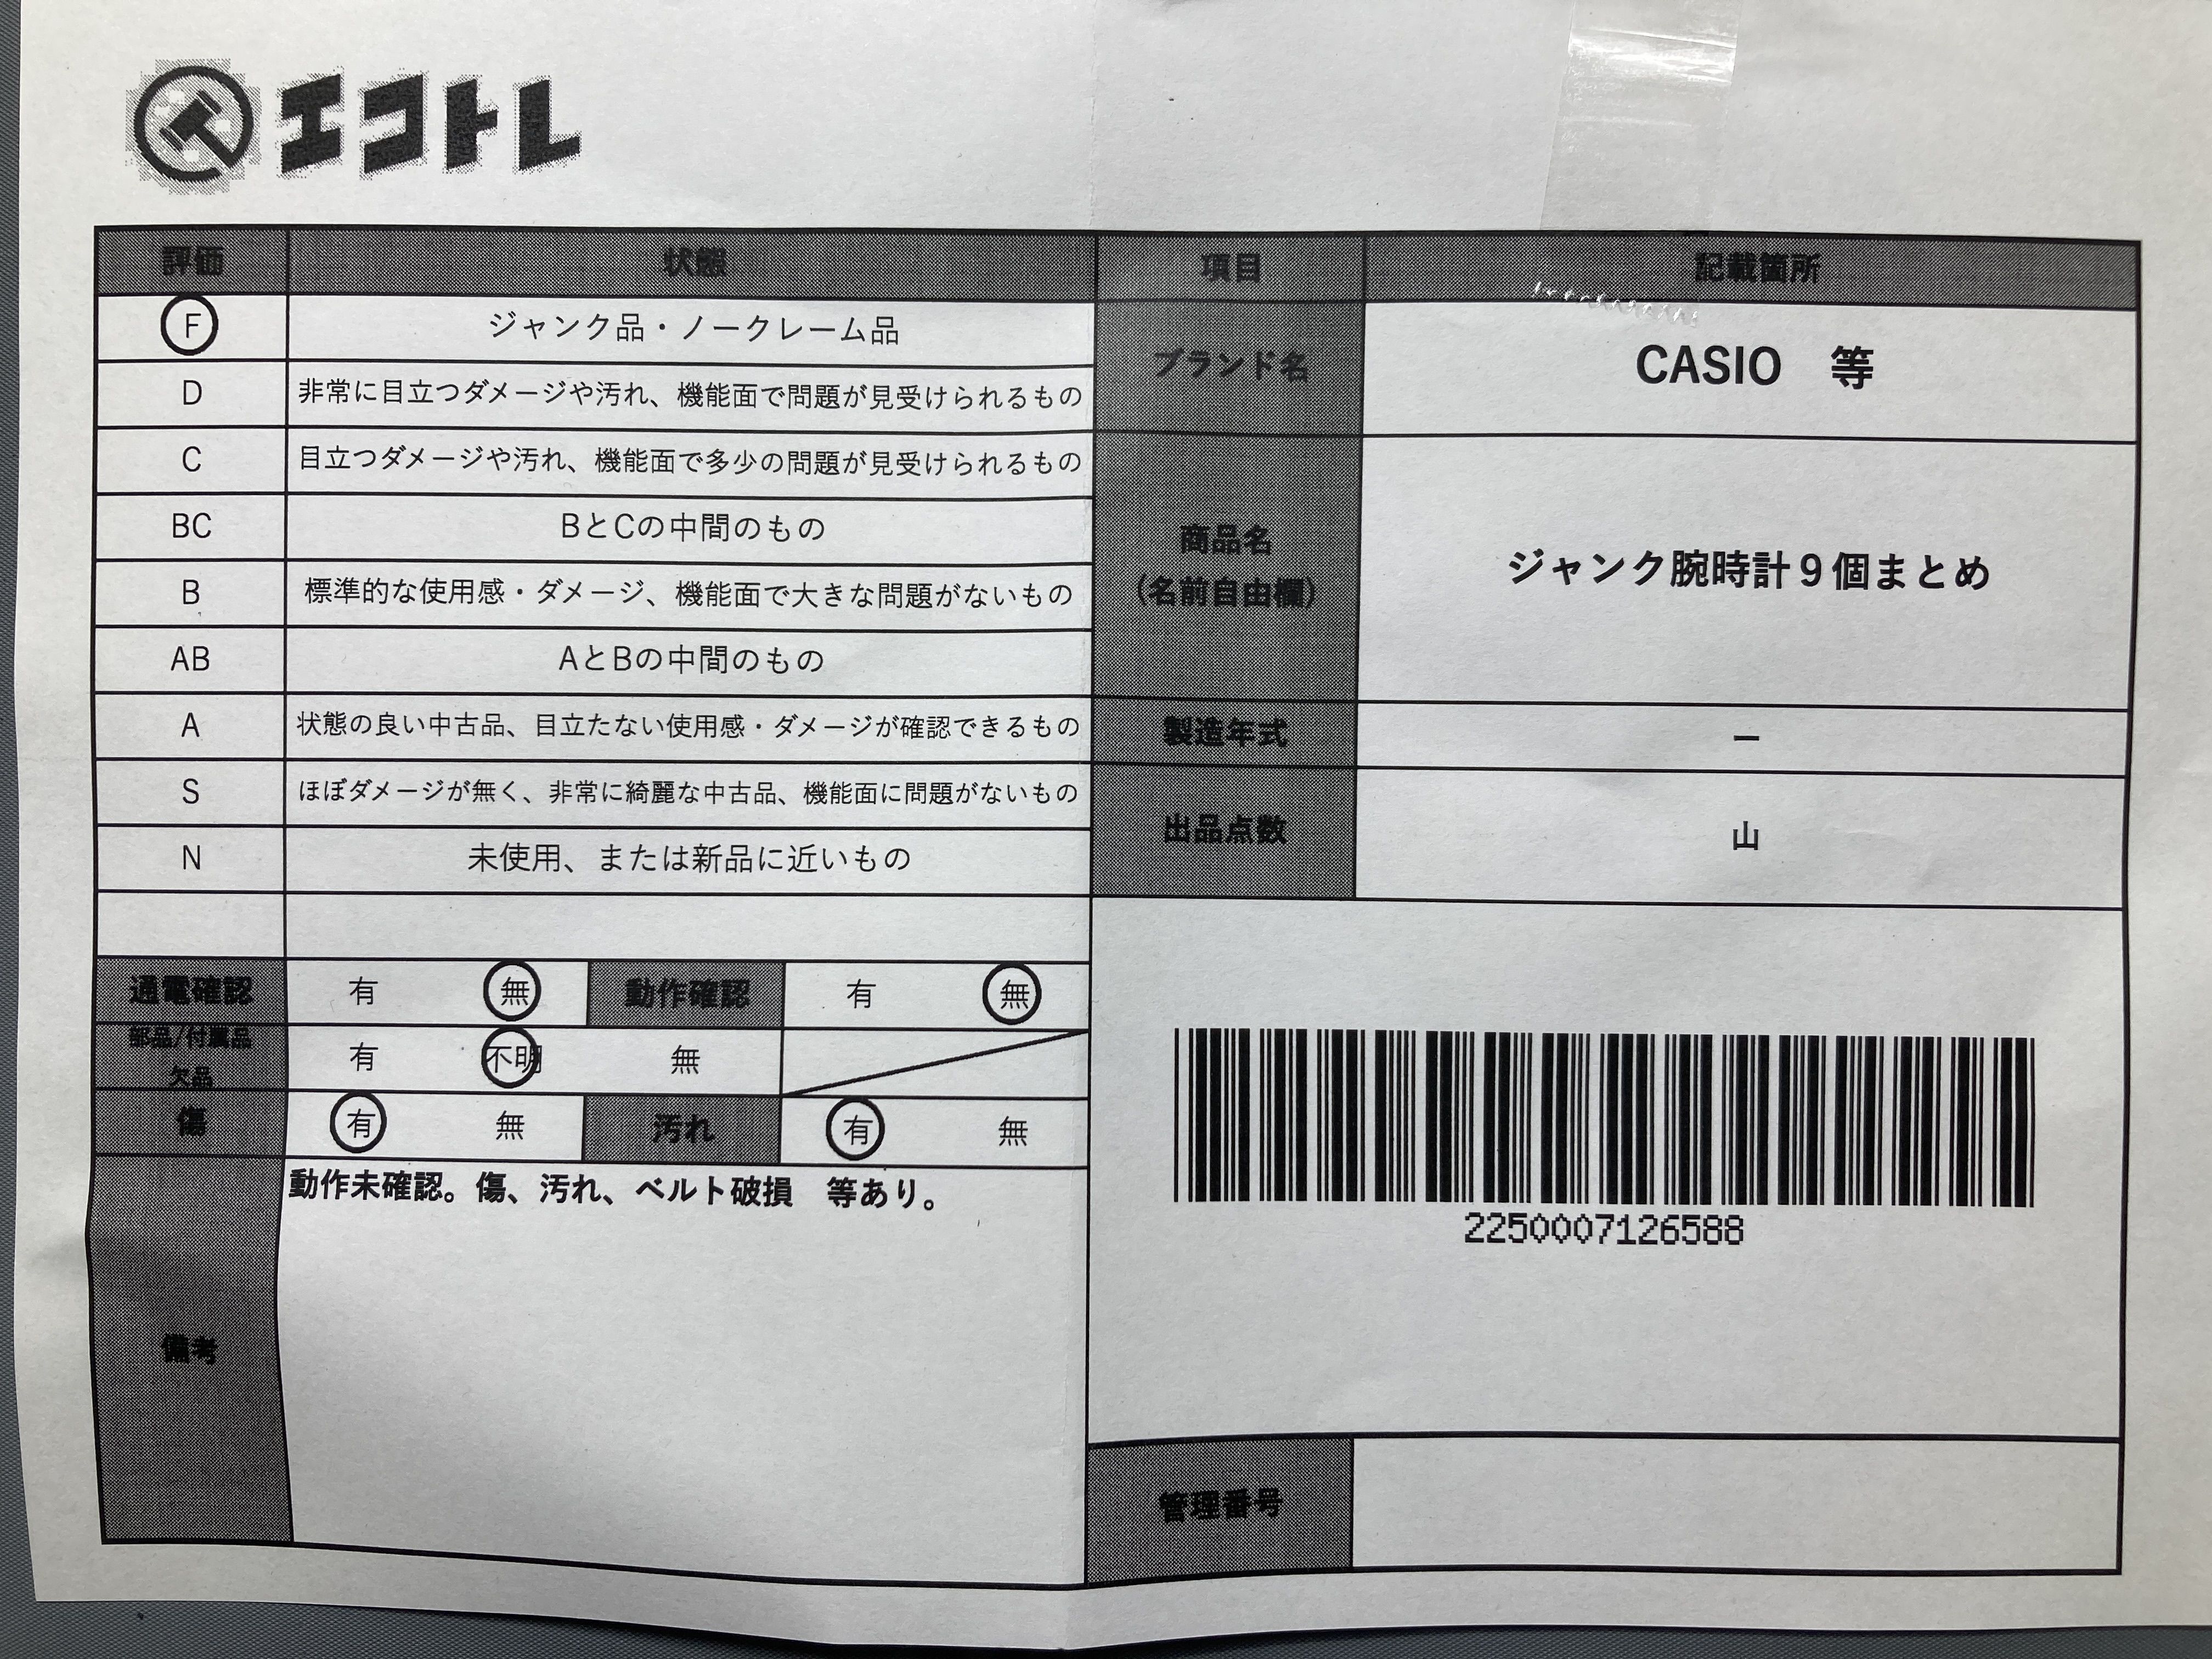 エコトレ
評価 状態 項目 記載箇所
F ジャンク品・ノークレーム品
D 非常に目立つダメージや汚れ、機能面で問題が見受けられるもの
C 目立つダメージや汚れ、機能面で多少の問題が見受けられるもの
BC BとCの中間のもの
B 標準的な使用感・ダメージ、機能面で大きな問題がないもの
AB AとBの中間のもの
A 状態の良い中古品、目立たない使用感・ダメージが確認できるもの
S ほぼダメージが無く、非常に綺麗な中古品、機能面に問題がないもの
N 未使用、または新品に近いもの
通電確認 有 無 動作確認 有 無
部品/付属品
欠品 有 不明 無
傷 有 無 汚れ 有 無
備考 動作未確認。傷、汚れ、ベルト破損 等あり。
ブランド名 CASIO 等
商品名
(名前自由欄) ジャンク腕時計9個まとめ
製造年式 ー
出品点数 山
2250007126588
管理番号